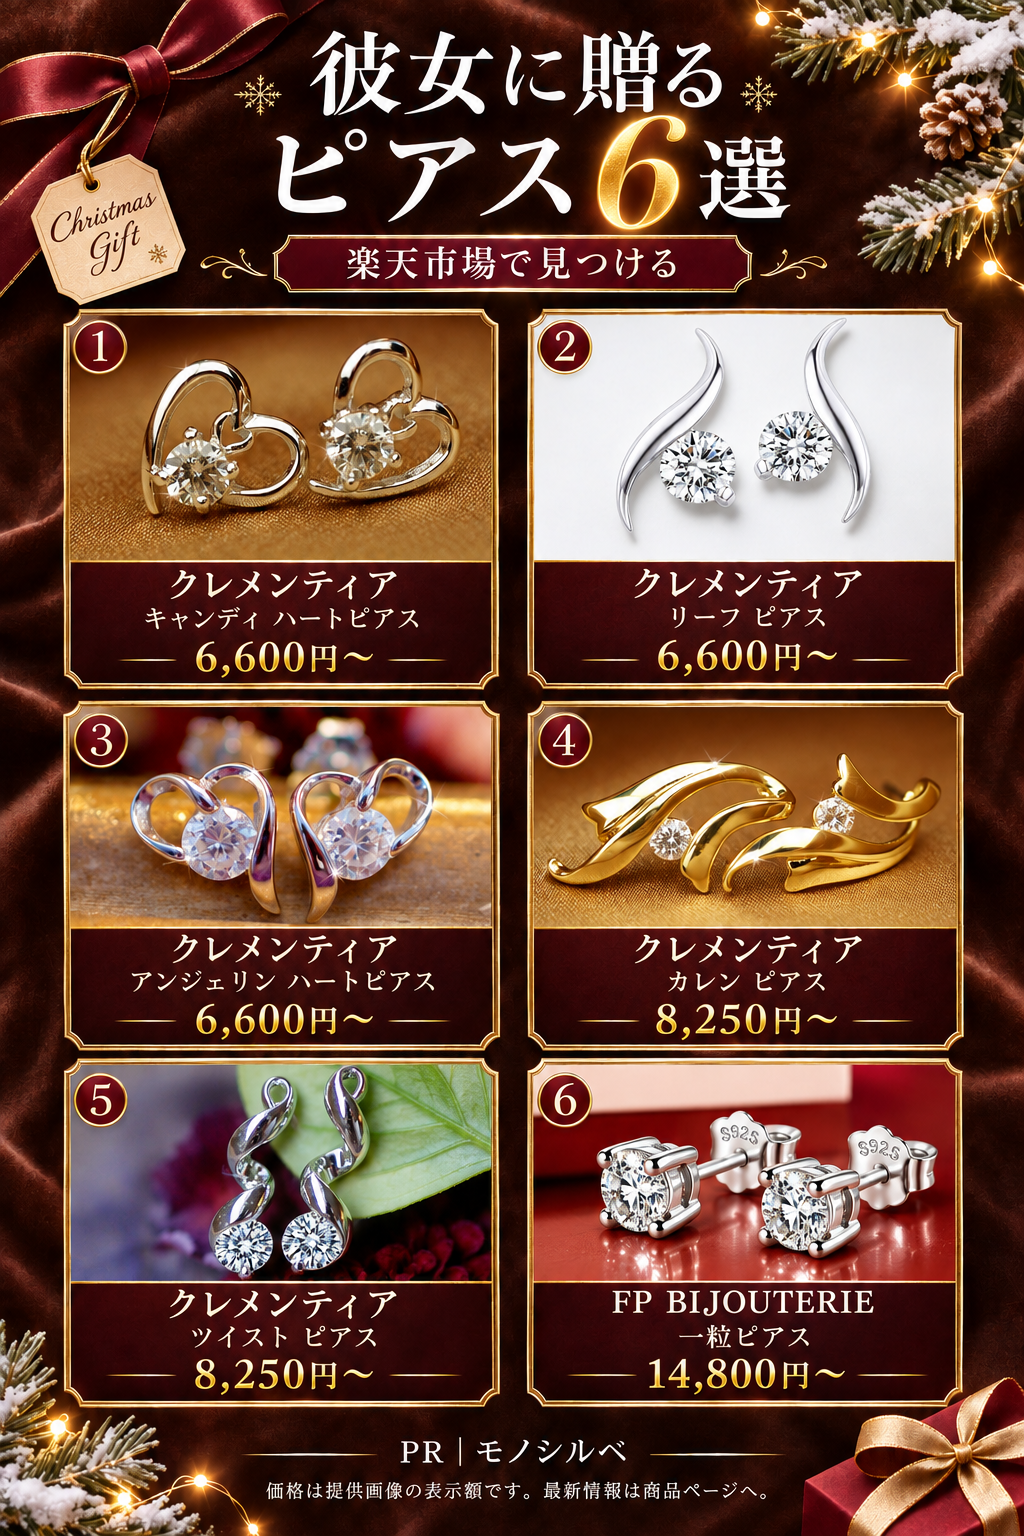 彼女に贈る
ピアス6選
Christmas
Gift
楽天市場で見つける
1
クレメンティア
キャンディ ハートピアス
6,600円〜
2
クレメンティア
リーフ ピアス
6,600円〜
3
クレメンティア
アンジェリン ハートピアス
6,600円〜
4
クレメンティア
カレン ピアス
8,250円〜
5
クレメンティア
ツイスト ピアス
8,250円〜
6
S925
S925
FP BIJOUTERIE
一粒ピアス
14,800円〜
PR｜モノシルベ
価格は提供画像の表示額です。最新情報は商品ページへ。